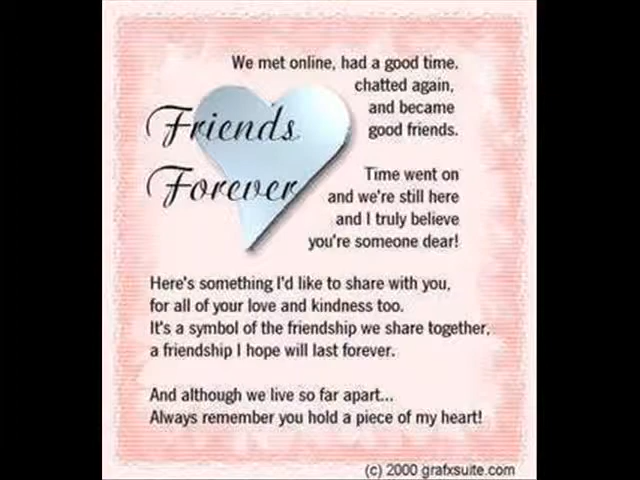 We met online, had a good time.
chatted again,
and became
good friends.
Friends
Forever
Time went on
and we're still here
and I truly believe
you're someone dear!
Here's something I'd like to share with you,
for all of your love and kindness too.
It's a symbol of the friendship we share together,
a friendship I hope will last forever.
And although we live so far apart...
Always remember you hold a piece of my heart!
(c) 2000 grafxsuite.com